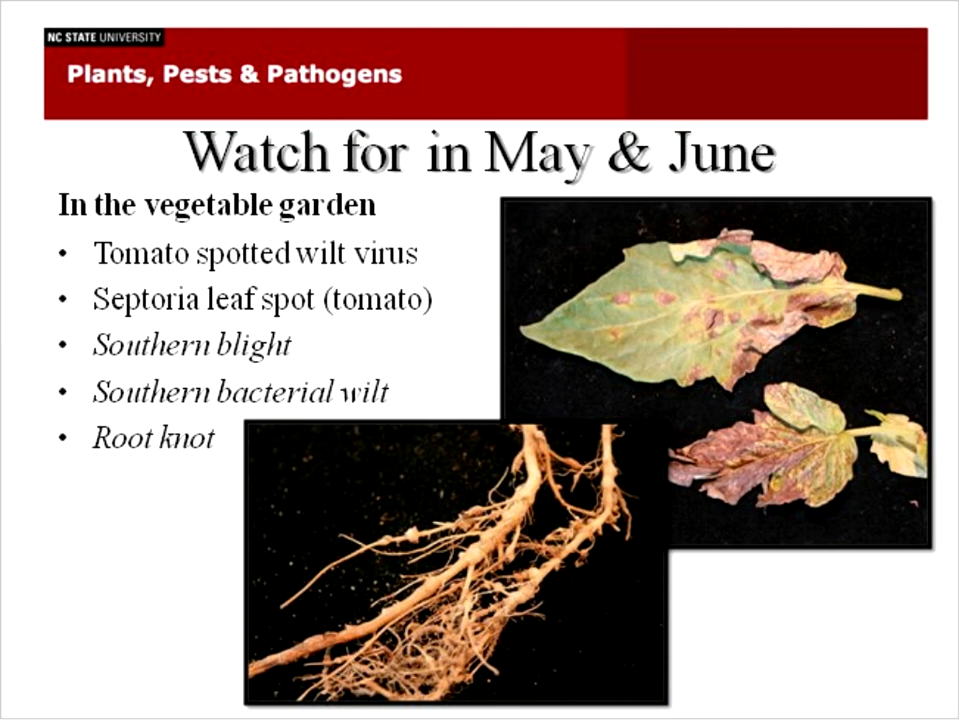 NC STATE UNIVERSITY
Plants, Pests & Pathogens
Watch for in May & June
In the vegetable garden
• Tomato spotted wilt virus
• Septoria leaf spot (tomato)
• Southern blight
• Southern bacterial wilt
• Root knot